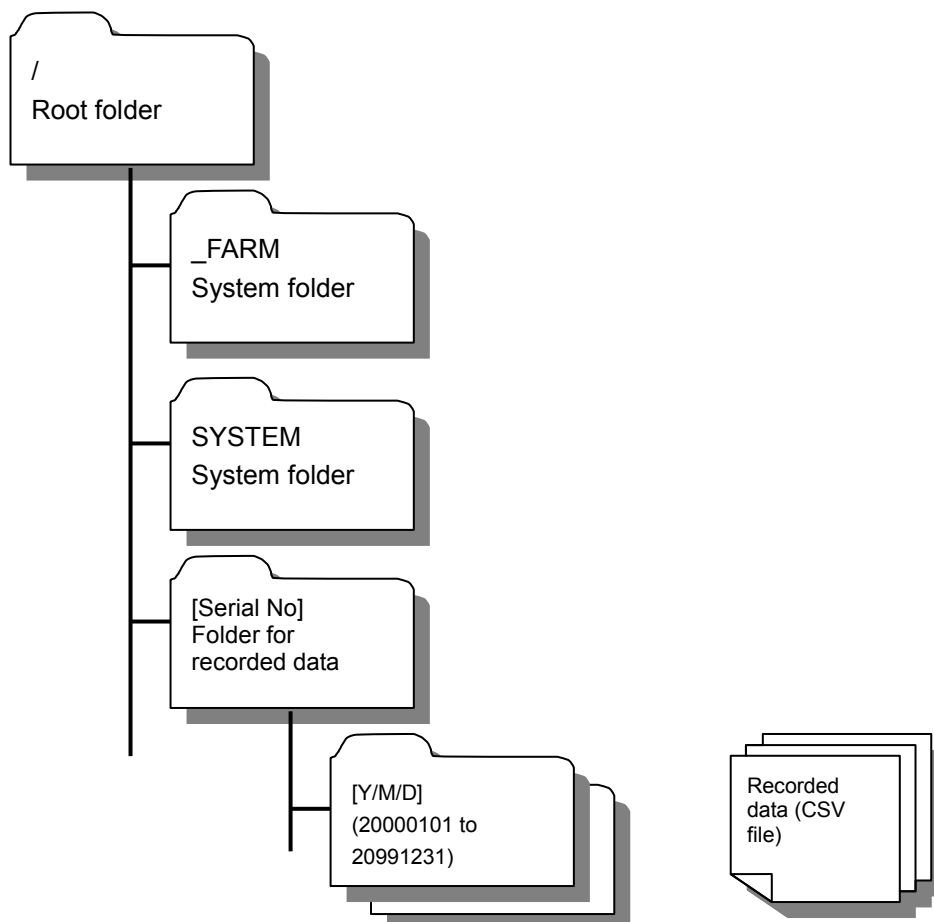 /
Root folder
_FARM
System folder
SYSTEM
System folder
[Serial No]
Folder for
recorded data
[Y/M/D]
(20000101 to
20991231)
Recorded
data (CSV
file)